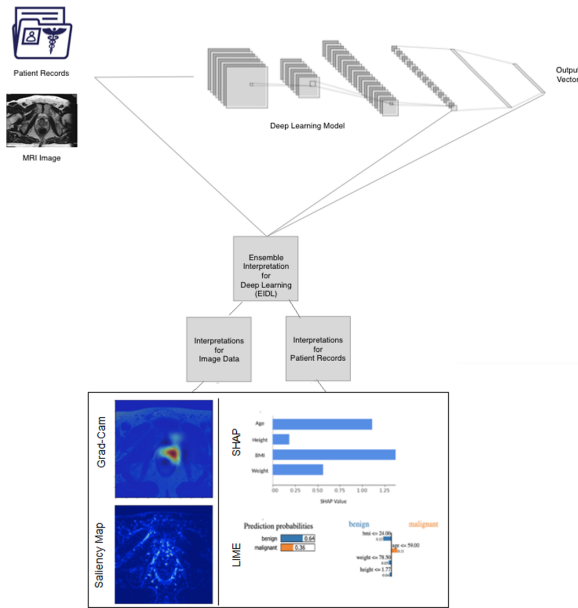 Patient Records
MRI Image
Deep Learning Model
Output
Vector
Ensemble
Interpretation
for
Deep Learning
(EIDL)
Interpretations
for
Image Data
Interpretations
for
Patient Records
Grad-Cam
SHAP
Age
Height
BMI
Weight
0.00 0.25 0.50 0.75 1.00 1.25
SHAP Value
Saliency Map
LIME
Prediction probabilities
benign 0.64
malignant 0.36
benign malignant
bmi <= 24.00
age <= 59.00
weight <= 78.50
height <= 1.77